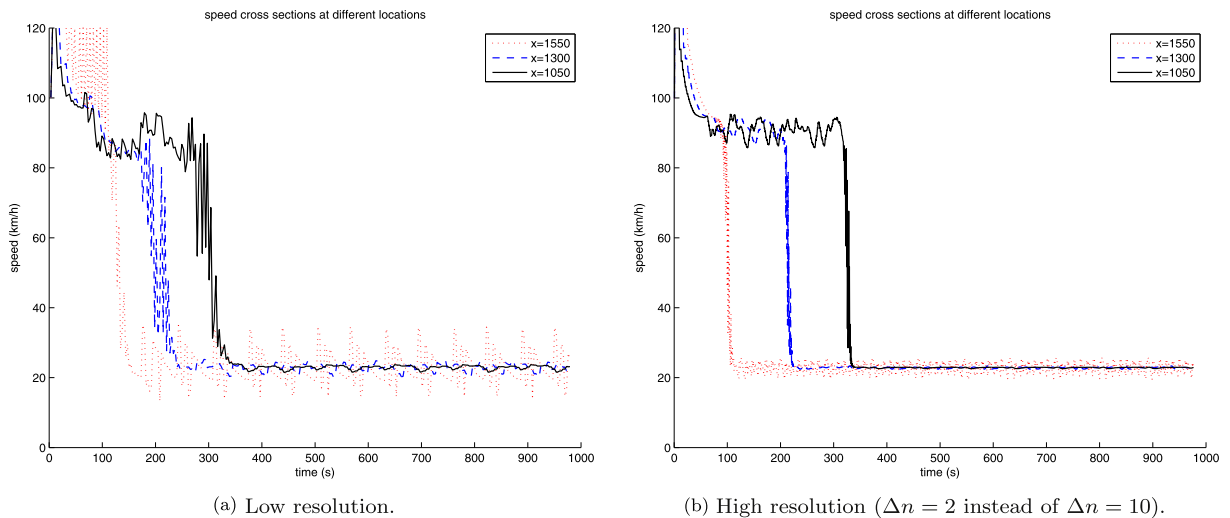 speed cross sections at different locations
120
100
80
60
40
20
0
speed (km/h)
x=1550
x=1300
x=1050
0 100 200 300 400 500 600 700 800 900 1000
time (s)
(a) Low resolution.
speed cross sections at different locations
120
100
80
60
40
20
0
speed (km/h)
x=1550
x=1300
x=1050
0 100 200 300 400 500 600 700 800 900 1000
time (s)
(b) High resolution (Δn = 2 instead of Δn = 10).